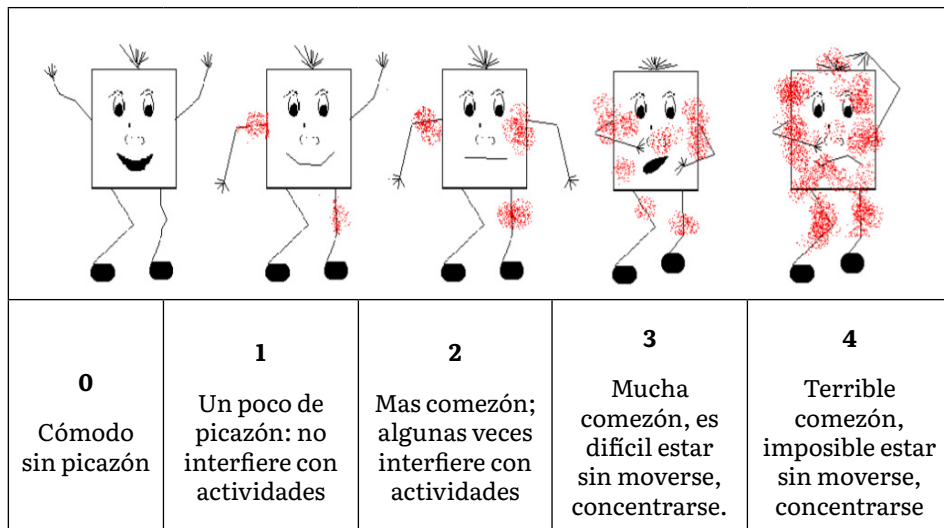 0
Cómodo
sin picazón
1
Un poco de
picazón: no
interfiere con
actividades
2
Mas comezón;
algunas veces
interfiere con
actividades
3
Mucha
comezón, es
difícil estar
sin moverse,
concentrarse.
4
Terrible
comezón,
imposible estar
sin moverse,
concentrarse